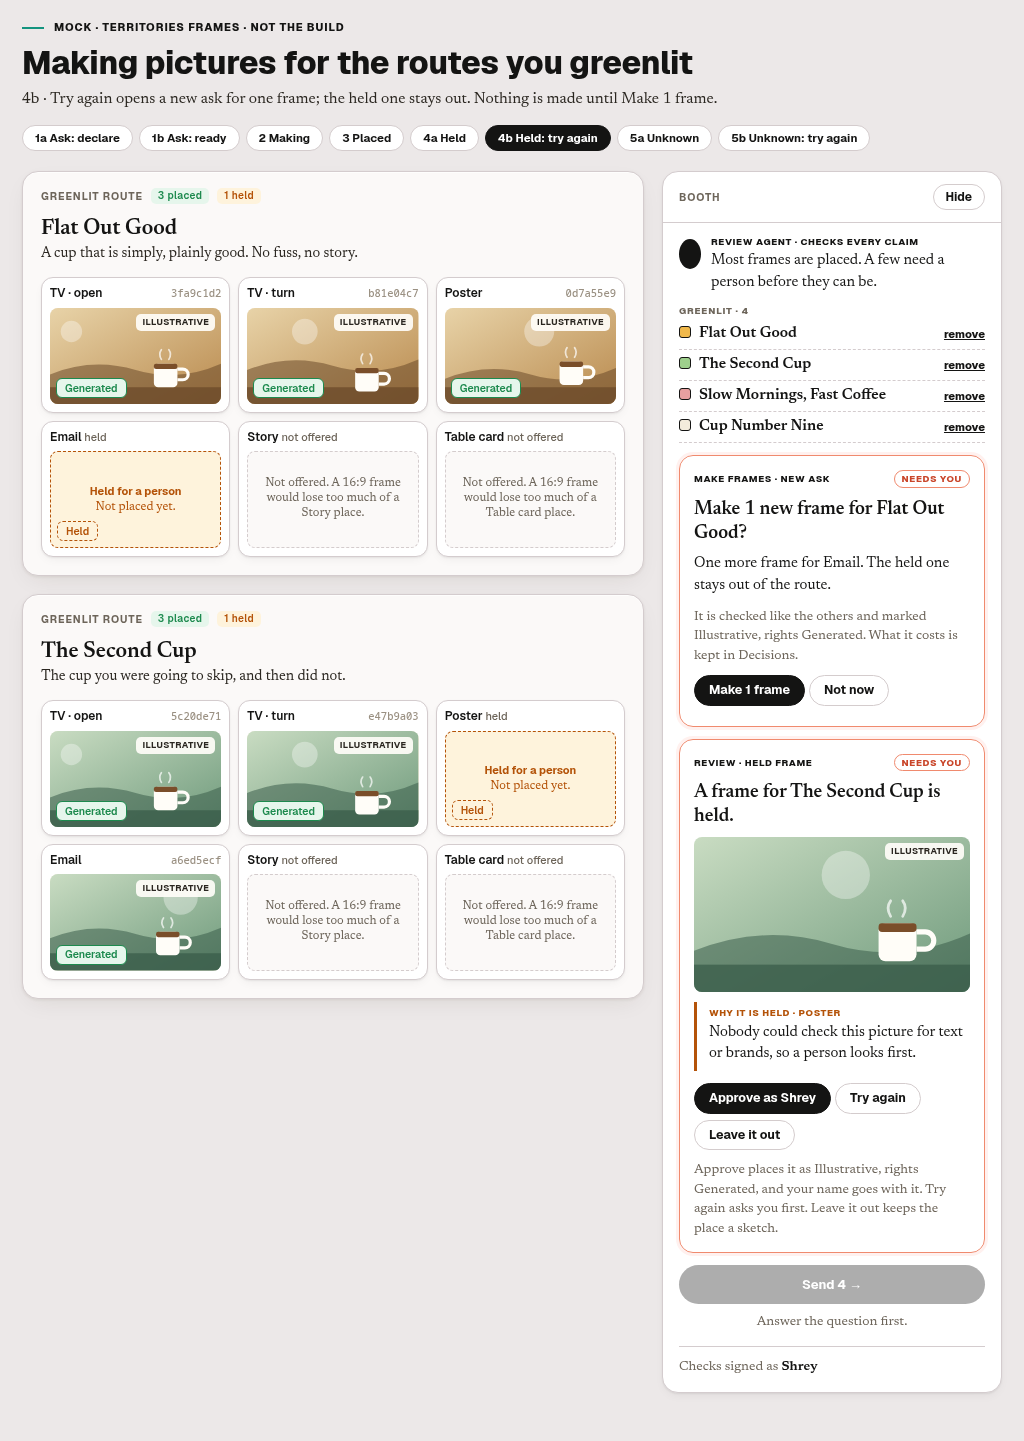 MOCK · TERRITORIES FRAMES · NOT THE BUILD
Making pictures for the routes you greenlit
4b · Try again opens a new ask for one frame; the held one stays out. Nothing is made until Make 1 frame.
1a Ask: declare
1b Ask: ready
2 Making
3 Placed
4a Held
4b Held: try again
5a Unknown
5b Unknown: try again
GREENLIT ROUTE 3 placed 1 held
Flat Out Good
A cup that is simply, plainly good. No fuss, no story.
TV · open 3fa9c1d2
ILLUSTRATIVE
Generated
TV · turn b81e04c7
ILLUSTRATIVE
Generated
Poster 0d7a55e9
ILLUSTRATIVE
Generated
Email held
Held for a person
Not placed yet.
Held
Story not offered
Not offered. A 16:9 frame
would lose too much of a
Story place.
Table card not offered
Not offered. A 16:9 frame
would lose too much of a
Table card place.
GREENLIT ROUTE 3 placed 1 held
The Second Cup
The cup you were going to skip, and then did not.
TV · open 5c20de71
ILLUSTRATIVE
Generated
TV · turn e47b9a03
ILLUSTRATIVE
Generated
Poster held
Held for a person
Not placed yet.
Held
Email a6ed5ecf
ILLUSTRATIVE
Generated
Story not offered
Not offered. A 16:9 frame
would lose too much of a
Story place.
Table card not offered
Not offered. A 16:9 frame
would lose too much of a
Table card place.
BOOTH Hide
REVIEW AGENT · CHECKS EVERY CLAIM
Most frames are placed. A few need a
person before they can be.
GREENLIT · 4
Flat Out Good remove
The Second Cup remove
Slow Mornings, Fast Coffee remove
Cup Number Nine remove
MAKE FRAMES · NEW ASK NEEDS YOU
Make 1 new frame for Flat Out
Good?
One more frame for Email. The held one
stays out of the route.
It is checked like the others and marked
Illustrative, rights Generated. What it costs is
kept in Decisions.
Make 1 frame Not now
REVIEW · HELD FRAME NEEDS YOU
A frame for The Second Cup is
held.
ILLUSTRATIVE
WHY IT IS HELD · POSTER
Nobody could check this picture for text
or brands, so a person looks first.
Approve as Shrey Try again
Leave it out
Approve places it as Illustrative, rights
Generated, and your name goes with it. Try
again asks you first. Leave it out keeps the
place a sketch.
Send 4 →
Answer the question first.
Checks signed as Shrey